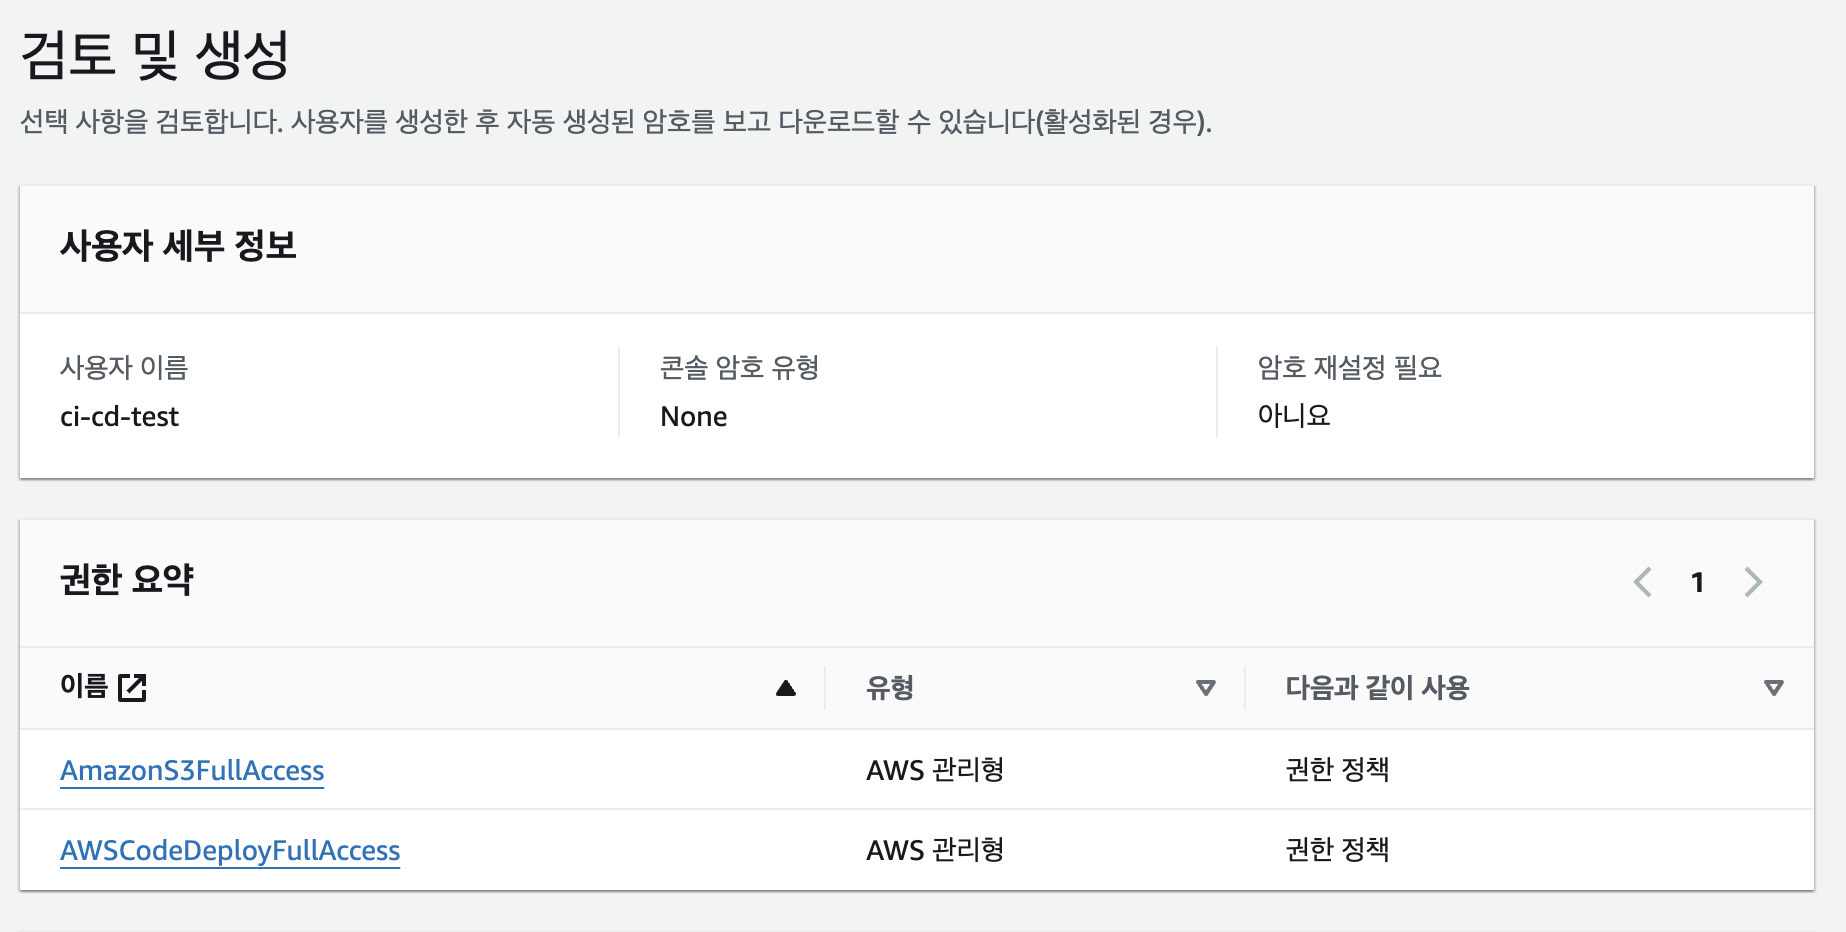 검토 및 생성
선택 사항을 검토합니다. 사용자를 생성한 후 자동 생성된 암호를 보고 다운로드할 수 있습니다(활성화된 경우).
사용자 세부 정보
사용자 이름 콘솔 암호 유형 암호 재설정 필요
ci-cd-test None 아니요
권한 요약 1
이름 유형 다음과 같이 사용
AmazonS3FullAccess AWS 관리형 권한 정책
AWSCodeDeployFullAccess AWS 관리형 권한 정책